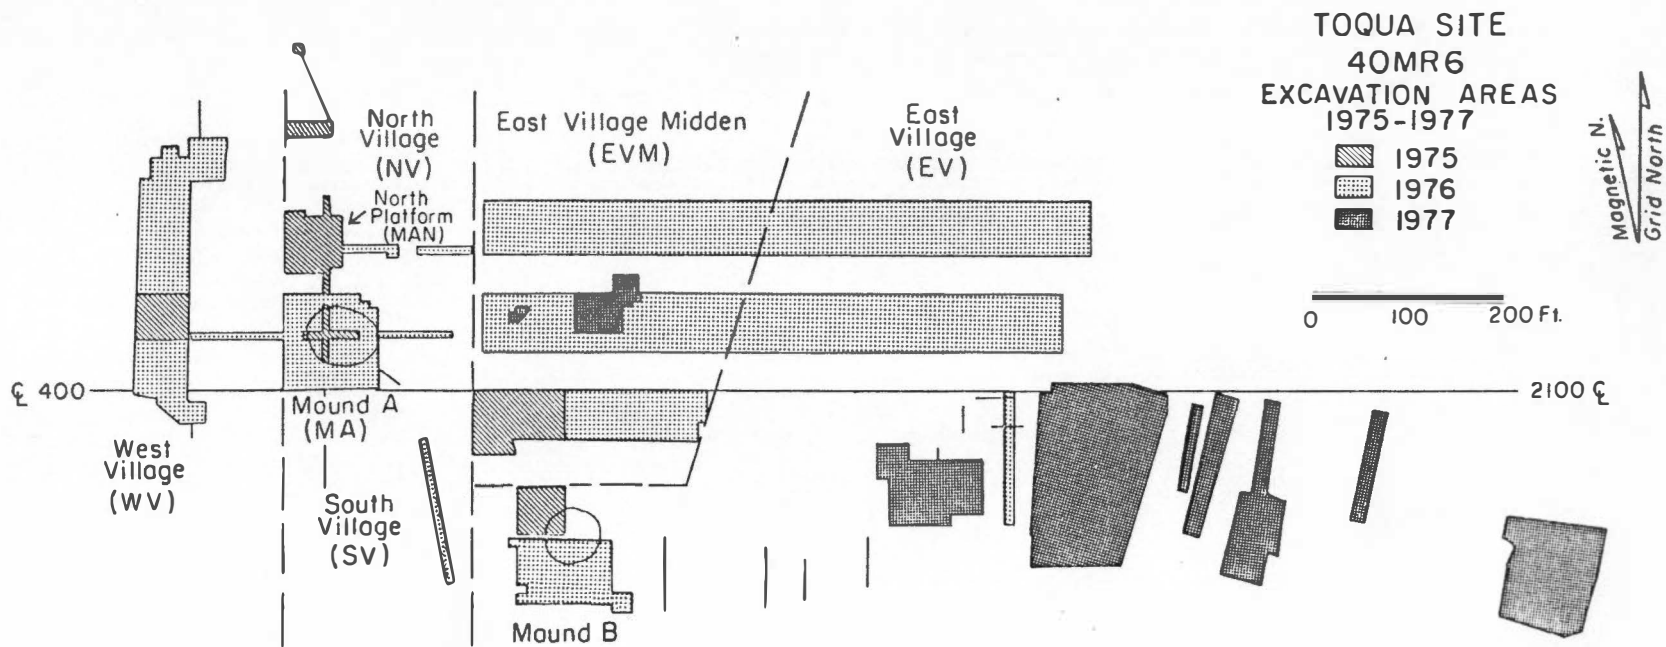 TOQUA SITE
40MR6
EXCAVATION AREAS
1975-1977
1975
1976
1977
Magnetic N.
Grid North
0 100 200 Ft.
North
Village
(NV)
East Village Midden
(EVM)
East
Village
(EV)
North
Platform
(MAN)
℄ 400
2100 ℄
Mound A
(MA)
West
Village
(WV)
South
Village
(SV)
Mound B